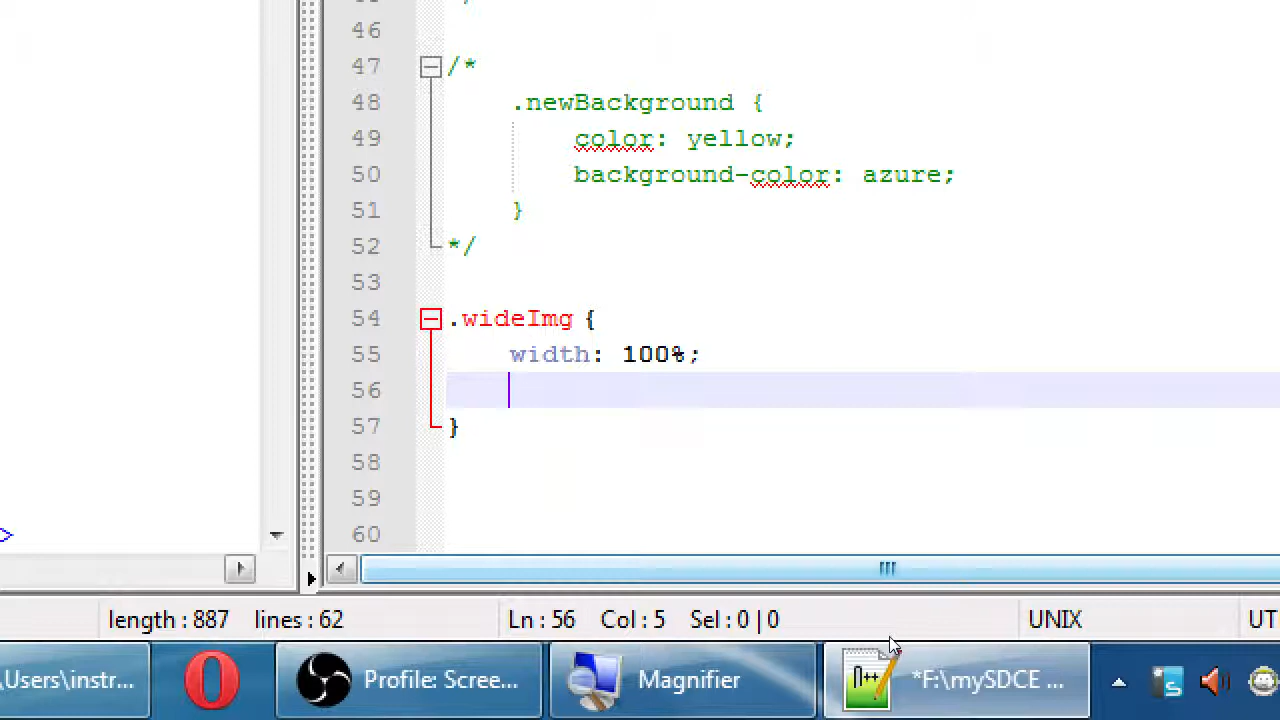 46
47 /*
48 .newBackground {
49 color: yellow;
50 background-color: azure;
51 }
52 */
53
54 .wideImg {
55 width: 100%;
56
57 }
58
59
60
length : 887 lines : 62 Ln : 56 Col : 5 Sel : 0 | 0 UNIX UT
\Users\instr... Profile: Scree... Magnifier *F:\mySDCE ...